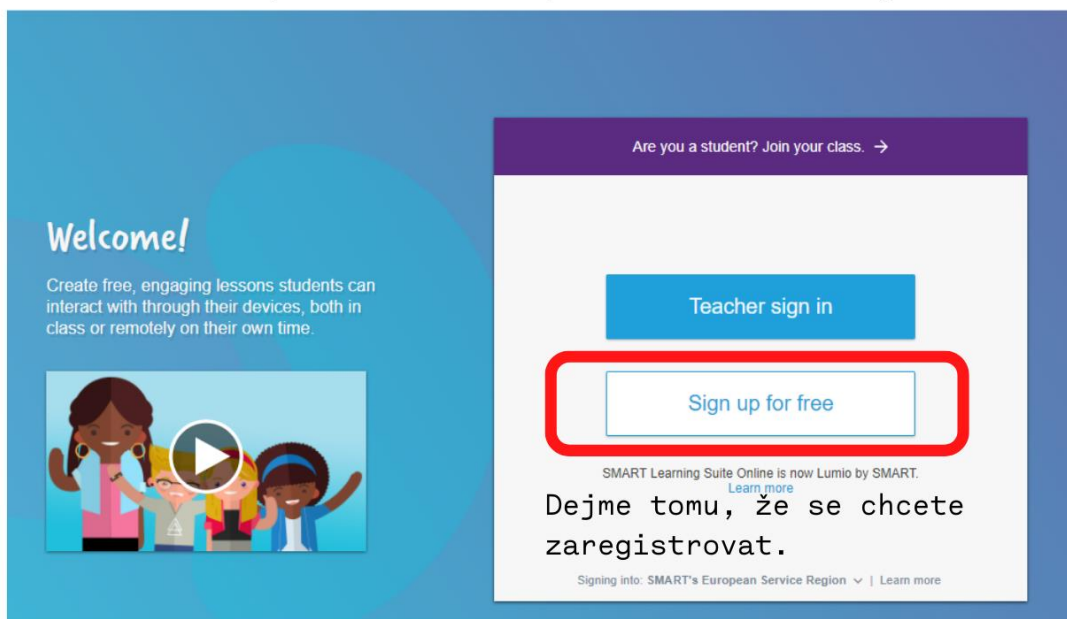 Welcome!
Create free, engaging lessons students can
interact with through their devices, both in
class or remotely on their own time.
Are you a student? Join your class. →
Teacher sign in
Sign up for free
SMART Learning Suite Online is now Lumio by SMART.
Learn more
Dejme tomu, že se chcete
zaregistrovat.
Signing into: SMART's European Service Region | Learn more